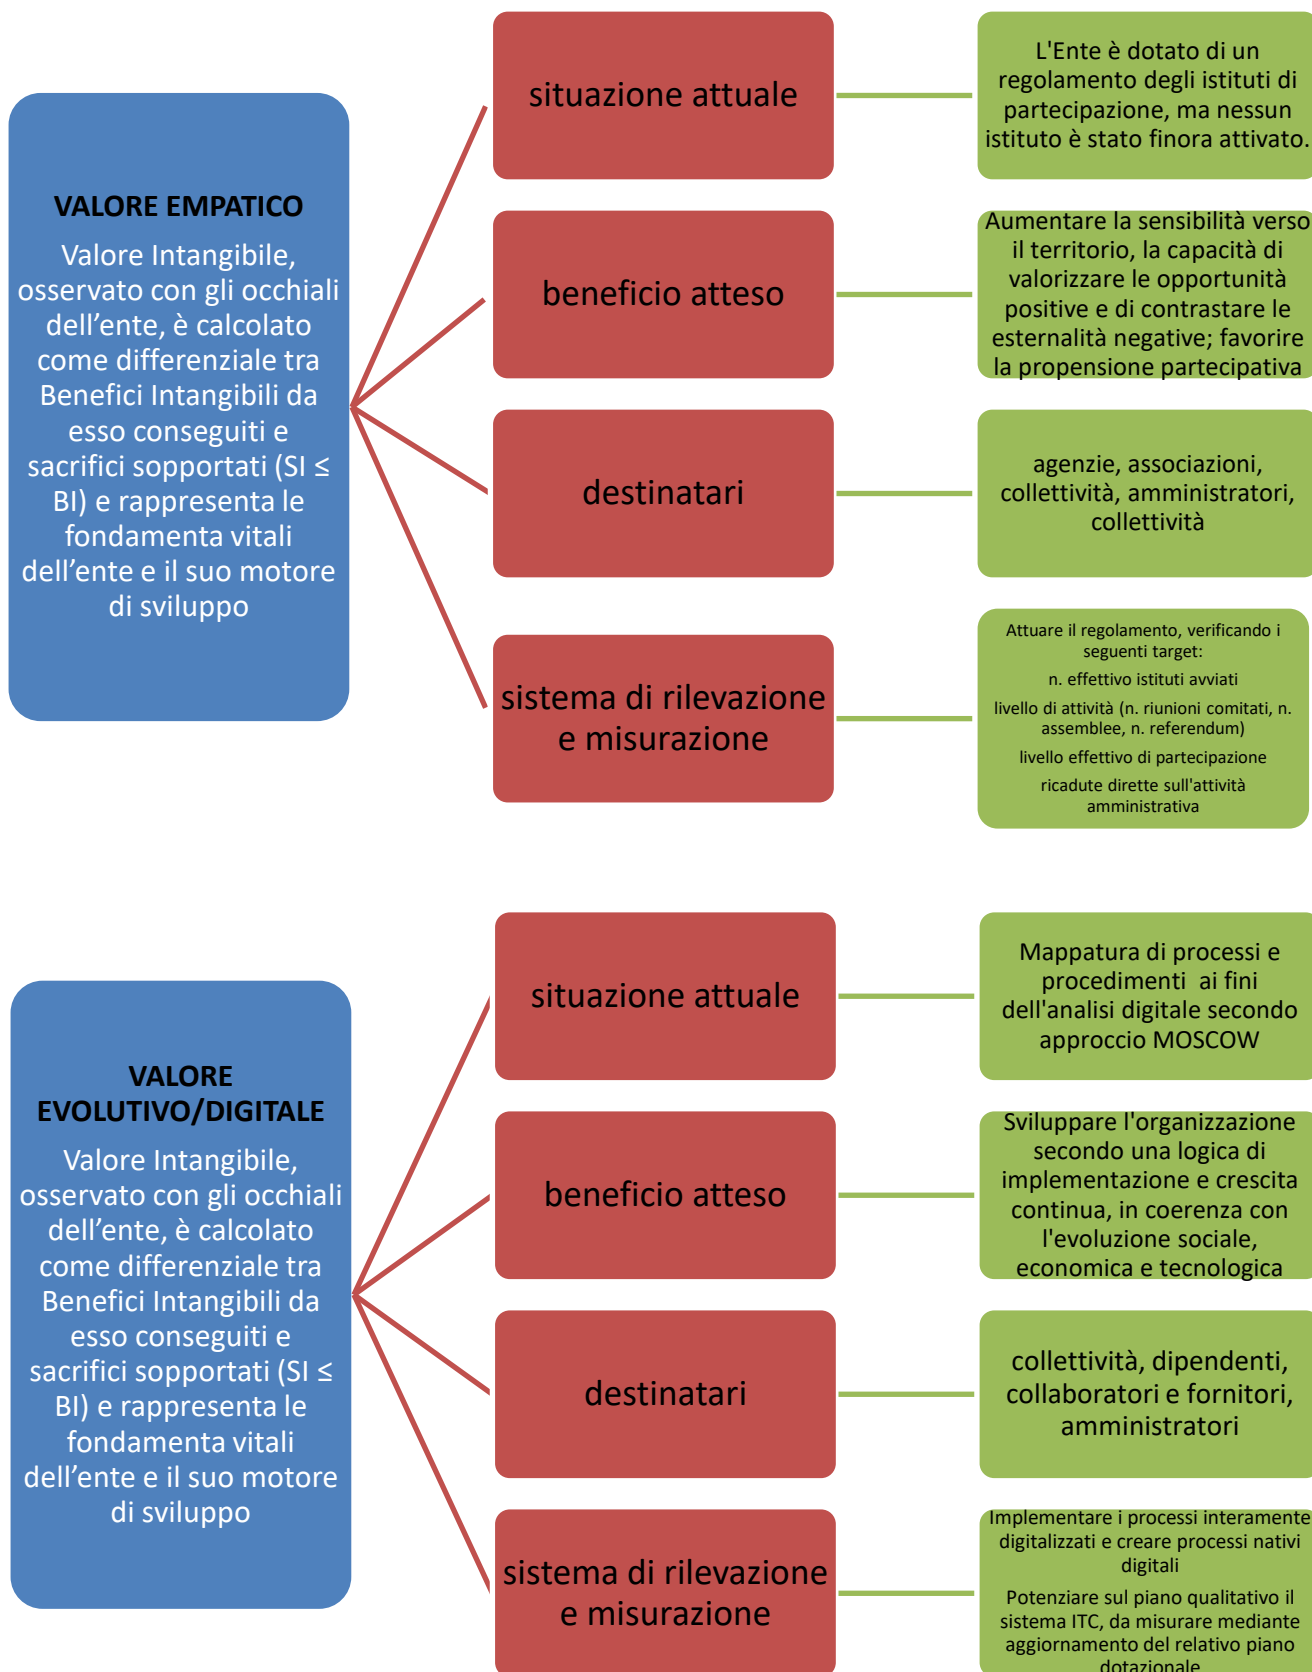 VALORE EMPATICO
Valore Intangibile,
osservato con gli occhiali
dell’ente, è calcolato
come differenziale tra
Benefici Intangibili da
esso conseguiti e
sacrifici sopportati (SI ≤
BI) e rappresenta le
fondamenta vitali
dell’ente e il suo motore
di sviluppo
situazione attuale
L'Ente è dotato di un
regolamento degli istituti di
partecipazione, ma nessun
istituto è stato finora attivato.
beneficio atteso
Aumentare la sensibilità verso
il territorio, la capacità di
valorizzare le opportunità
positive e di contrastare le
esternalità negative; favorire
la propensione partecipativa
destinatari
agenzie, associazioni,
collettività, amministratori,
collettività
sistema di rilevazione
e misurazione
Attuare il regolamento, verificando i
seguenti target:
n. effettivo istituti avviati
livello di attività (n. riunioni comitati, n.
assemblee, n. referendum)
livello effettivo di partecipazione
ricadute dirette sull'attività
amministrativa
VALORE
EVOLUTIVO/DIGITALE
Valore Intangibile,
osservato con gli occhiali
dell’ente, è calcolato
come differenziale tra
Benefici Intangibili da
esso conseguiti e
sacrifici sopportati (SI ≤
BI) e rappresenta le
fondamenta vitali
dell’ente e il suo motore
di sviluppo
situazione attuale
Mappatura di processi e
procedimenti  ai fini
dell'analisi digitale secondo
approccio MOSCOW
beneficio atteso
Sviluppare l'organizzazione
secondo una logica di
implementazione e crescita
continua, in coerenza con
l'evoluzione sociale,
economica e tecnologica
destinatari
collettività, dipendenti,
collaboratori e fornitori,
amministratori
sistema di rilevazione
e misurazione
Implementare i processi interamente
digitalizzati e creare processi nativi
digitali
Potenziare sul piano qualitativo il
sistema ITC, da misurare mediante
aggiornamento del relativo piano
dotazionale